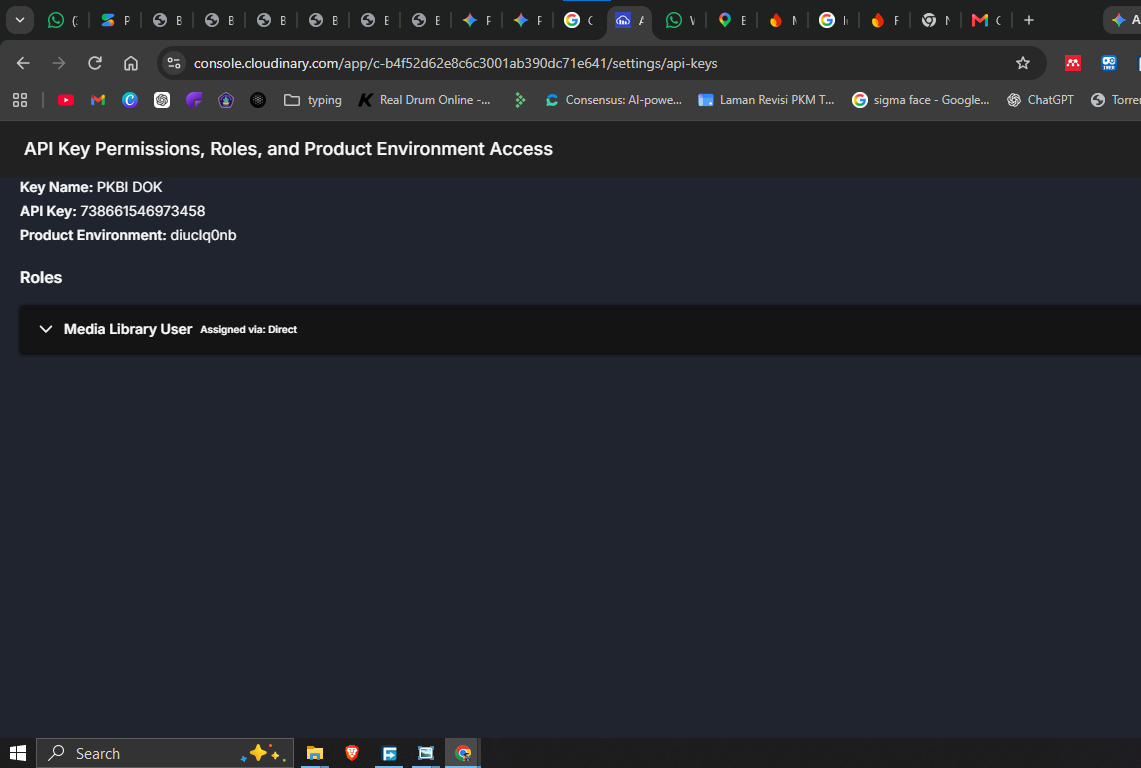 console.cloudinary.com/app/c-b4f52d62e8c6c3001ab390dc71e641/settings/api-keys
typing
Real Drum Online -...
Consensus: AI-powe...
Laman Revisi PKM T...
sigma face - Google...
ChatGPT
API Key Permissions, Roles, and Product Environment Access
Key Name: PKBI DOK
API Key: 738661546973458
Product Environment: diuclq0nb
Roles
Media Library User Assigned via: Direct
Search